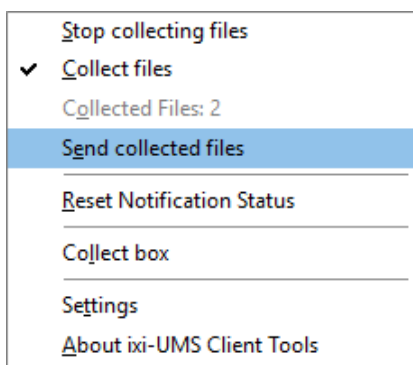 Stop collecting files
Collect files
Collected Files: 2
Send collected files
Reset Notification Status
Collect box
Settings
About ixi-UMS Client Tools